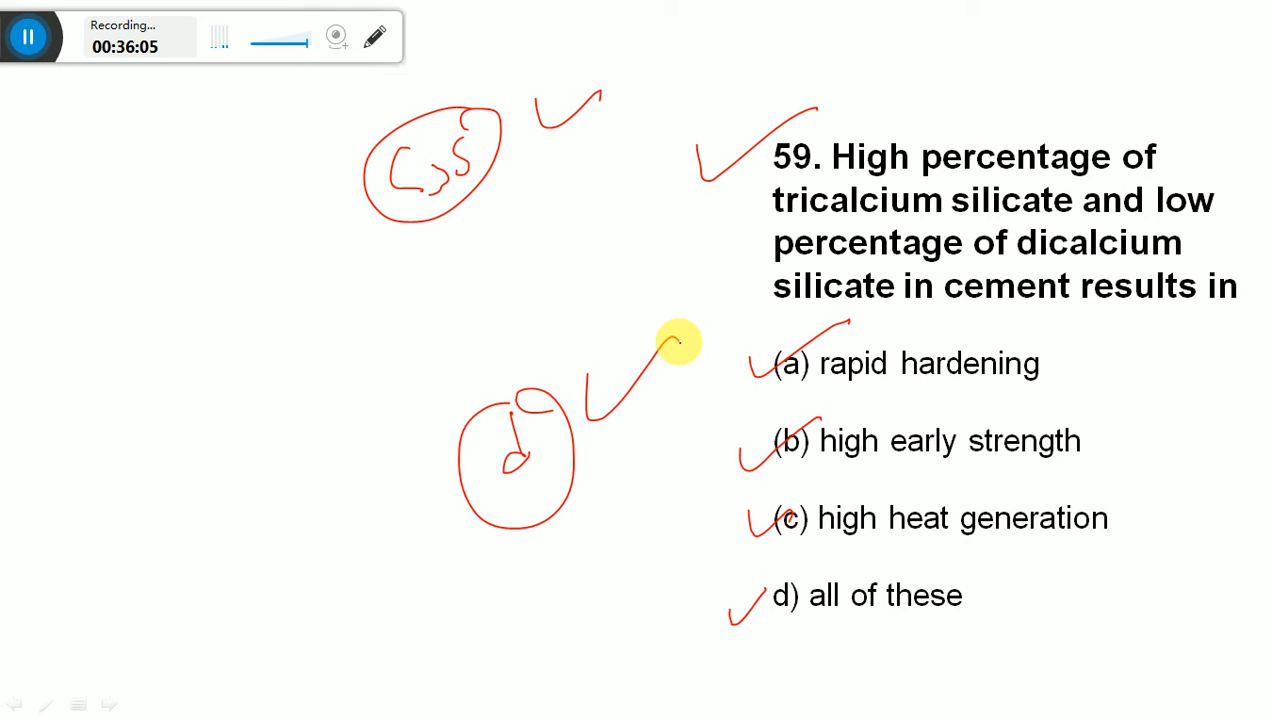 Recording...
00:36:05
C3S
59. High percentage of
tricalcium silicate and low
percentage of dicalcium
silicate in cement results in
(a) rapid hardening
(b) high early strength
d
(c) high heat generation
d) all of these